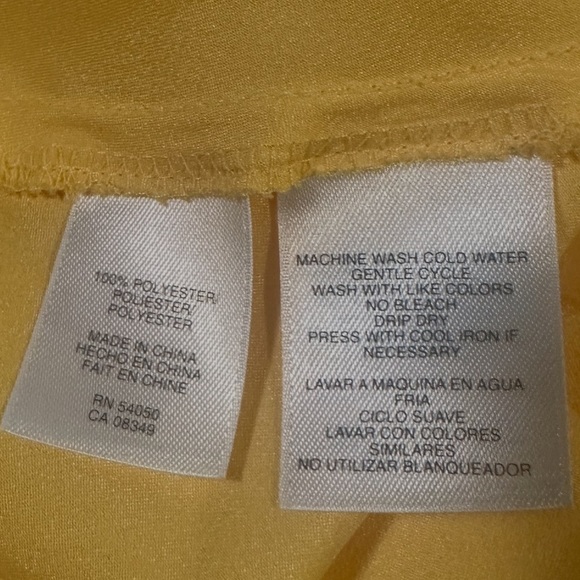 100% POLYESTER
POLIESTER
POLYESTER
MADE IN CHINA
HECHO EN CHINA
FAIT EN CHINE
RN 54050
CA 08349
MACHINE WASH COLD WATER
GENTLE CYCLE
WASH WITH LIKE COLORS
NO BLEACH
DRIP DRY
PRESS WITH COOL IRON IF
NECESSARY
LAVAR A MAQUINA EN AGUA
FRIA
CICLO SUAVE
LAVAR CON COLORES
SIMILARES
NO UTILIZAR BLANQUEADOR